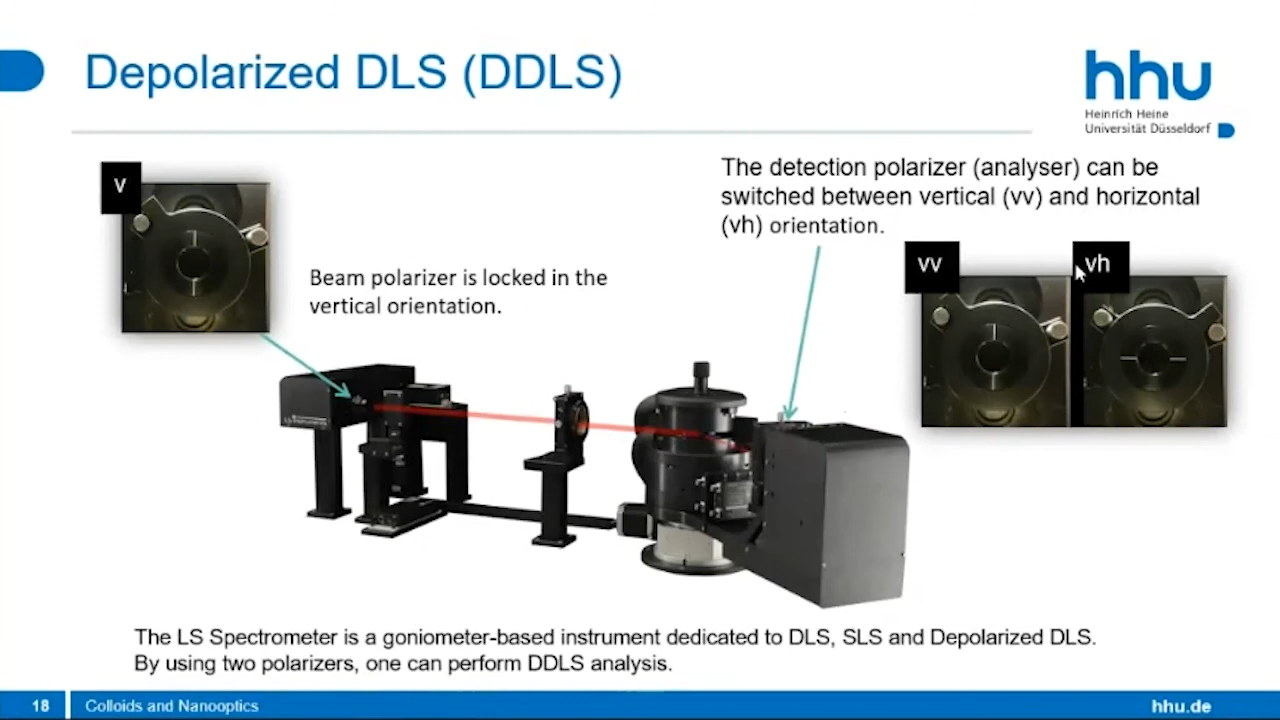 Depolarized DLS (DDLS)
hhu
Heinrich Heine
Universität Düsseldorf
v
The detection polarizer (analyser) can be
switched between vertical (vv) and horizontal
(vh) orientation.
Beam polarizer is locked in the
vertical orientation.
vv
vh
The LS Spectrometer is a goniometer-based instrument dedicated to DLS, SLS and Depolarized DLS.
By using two polarizers, one can perform DDLS analysis.
18
Colloids and Nanooptics
hhu.de